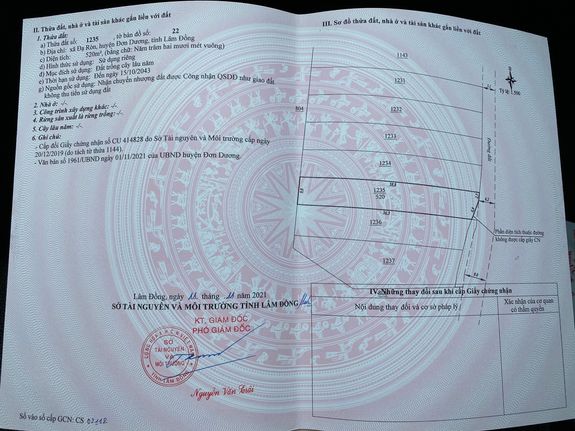 II. Thửa đất, nhà ở và tài sản khác gắn liền với đất
1. Thửa đất:
a) Thửa đất số: 1235 tờ bản đồ số: 22
b) Địa chỉ: xã Đạ Ròn, huyện Đơn Dương, tỉnh Lâm Đồng
c) Diện tích: 520m², (bằng chữ: Năm trăm hai mươi mét vuông)
d) Hình thức sử dụng: Sử dụng riêng
đ) Mục đích sử dụng: Đất trồng cây lâu năm
e) Thời hạn sử dụng: Đến ngày 15/10/2043
g) Nguồn gốc sử dụng: Nhận chuyển nhượng đất được Công nhận QSDĐ như giao đất
không thu tiền sử dụng đất
2. Nhà ở: -/-.
3. Công trình xây dựng khác: -/-.
4. Rừng sản xuất là rừng trồng: -/-.
5. Cây lâu năm: -/-.
6. Ghi chú:
- Cấp đổi Giấy chứng nhận số CU 414828 do Sở Tài nguyên và Môi trường cấp ngày
20/12/2019 (do tách từ thửa 1144).
- Văn bản số 1961/UBND ngày 01/11/2021 của UBND huyện Đơn Dương.
Lâm Đồng, ngày tháng năm 2021
SỞ TÀI NGUYÊN VÀ MÔI TRƯỜNG TỈNH LÂM ĐỒNG
KT. GIÁM ĐỐC
PHÓ GIÁM ĐỐC
SỞ
TÀI NGUYÊN
VÀ
MÔI TRƯỜNG
TỈNH LÂM ĐỒNG
Nguyễn Văn Trãi
Số vào sổ cấp GCN: CS
III. Sơ đồ thửa đất, nhà ở và tài sản khác gắn liền với đất
1143
1231
804
1232
1233
1234
1235
520
1236
1237
Đường đất
Phần diện tích thuộc đường
không được cấp giấy CN
IV. Những thay đổi sau khi cấp Giấy chứng nhận
Nội dung thay đổi và cơ sở pháp lý
Xác nhận của cơ quan
có thẩm quyền